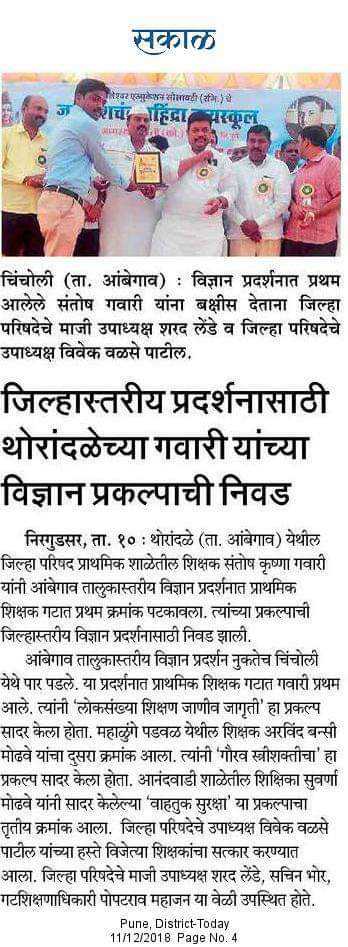 सकाळ
लेश्वर एज्युकेशन सोसायटी (रजि.) चे
चिंचोली (ता. आंबेगाव) : विज्ञान प्रदर्शनात प्रथम
आलेले संतोष गवारी यांना बक्षीस देताना जिल्हा
परिषदेचे माजी उपाध्यक्ष शरद लेंडे व जिल्हा परिषदेचे
उपाध्यक्ष विवेक वळसे पाटील.
जिल्हास्तरीय प्रदर्शनासाठी
थोरांदळेच्या गवारी यांच्या
विज्ञान प्रकल्पाची निवड
निरगुडसर, ता. १० : थोरांदळे (ता. आंबेगाव) येथील
जिल्हा परिषद प्राथमिक शाळेतील शिक्षक संतोष कृष्णा गवारी
यांनी आंबेगाव तालुकास्तरीय विज्ञान प्रदर्शनात प्राथमिक
शिक्षक गटात प्रथम क्रमांक पटकावला. त्यांच्या प्रकल्पाची
जिल्हास्तरीय विज्ञान प्रदर्शनासाठी निवड झाली.
आंबेगाव तालुकास्तरीय विज्ञान प्रदर्शन नुकतेच चिंचोली
येथे पार पडले. या प्रदर्शनात प्राथमिक शिक्षक गटात गवारी प्रथम
आले. त्यांनी ‘लोकसंख्या शिक्षण जाणीव जागृती’ हा प्रकल्प
सादर केला होता. महाळुंगे पडवळ येथील शिक्षक अरविंद बन्सी
मोढवे यांचा दुसरा क्रमांक आला. त्यांनी ‘गौरव स्त्रीशक्तीचा’ हा
प्रकल्प सादर केला होता. आनंदवाडी शाळेतील शिक्षिका सुवर्णा
मोढवे यांनी सादर केलेल्या ‘वाहतुक सुरक्षा’ या प्रकल्पाचा
तृतीय क्रमांक आला. जिल्हा परिषदेचे उपाध्यक्ष विवेक वळसे
पाटील यांच्या हस्ते विजेत्या शिक्षकांचा सत्कार करण्यात
आला. जिल्हा परिषदेचे माजी उपाध्यक्ष शरद लेंडे, सचिन भोर,
गटशिक्षणाधिकारी पोपटराव महाजन या वेळी उपस्थित होते.
Pune, District-Today
11/12/2018 Page No. 4